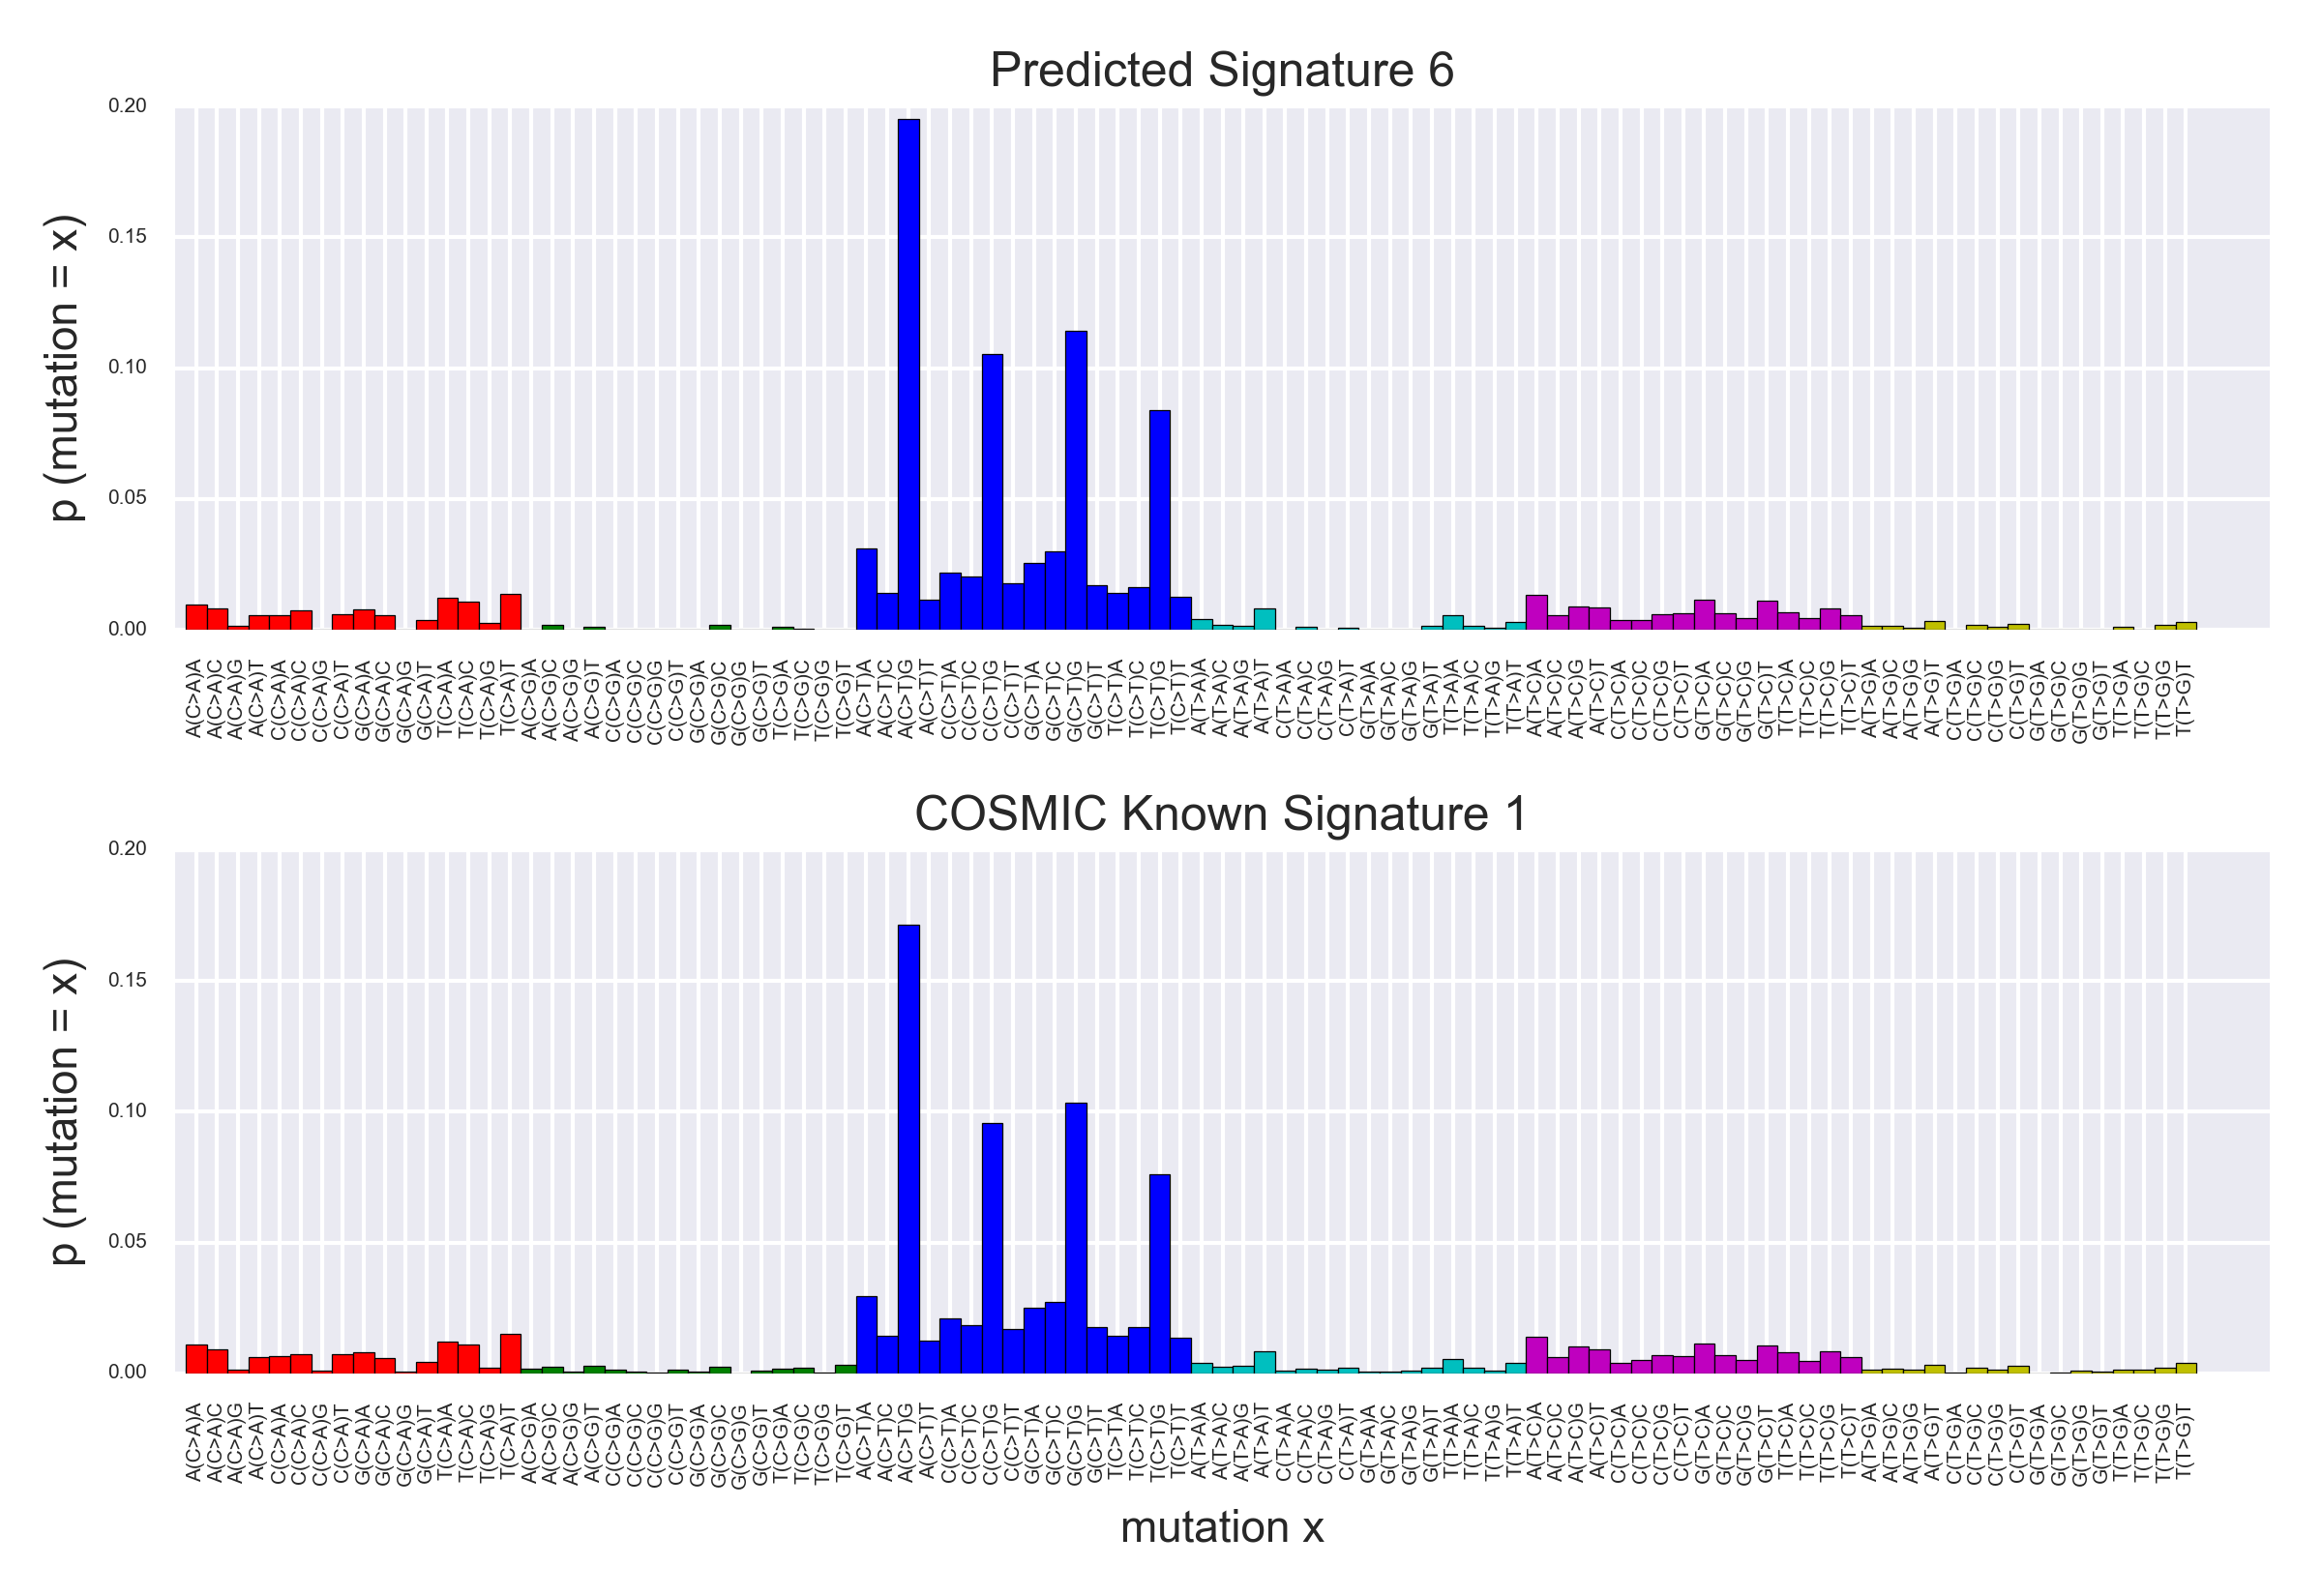 Predicted Signature 6
0.20
0.15
0.10
0.05
0.00
p (mutation = x)
A(C>A)A A(C>A)C A(C>A)G A(C>A)T C(C>A)A C(C>A)C C(C>A)G C(C>A)T G(C>A)A G(C>A)C G(C>A)G G(C>A)T T(C>A)A T(C>A)C T(C>A)G T(C>A)T A(C>G)A A(C>G)C A(C>G)G A(C>G)T C(C>G)A C(C>G)C C(C>G)G C(C>G)T G(C>G)A G(C>G)C G(C>G)G G(C>G)T T(C>G)A T(C>G)C T(C>G)G T(C>G)T A(C>T)A A(C>T)C A(C>T)G A(C>T)T C(C>T)A C(C>T)C C(C>T)G C(C>T)T G(C>T)A G(C>T)C G(C>T)G G(C>T)T T(C>T)A T(C>T)C T(C>T)G T(C>T)T A(T>A)A A(T>A)C A(T>A)G A(T>A)T C(T>A)A C(T>A)C C(T>A)G C(T>A)T G(T>A)A G(T>A)C G(T>A)G G(T>A)T T(T>A)A T(T>A)C T(T>A)G T(T>A)T A(T>C)A A(T>C)C A(T>C)G A(T>C)T C(T>C)A C(T>C)C C(T>C)G C(T>C)T G(T>C)A G(T>C)C G(T>C)G G(T>C)T T(T>C)A T(T>C)C T(T>C)G T(T>C)T A(T>G)A A(T>G)C A(T>G)G A(T>G)T C(T>G)A C(T>G)C C(T>G)G C(T>G)T G(T>G)A G(T>G)C G(T>G)G G(T>G)T T(T>G)A T(T>G)C T(T>G)G T(T>G)T
COSMIC Known Signature 1
0.20
0.15
0.10
0.05
0.00
p (mutation = x)
A(C>A)A A(C>A)C A(C>A)G A(C>A)T C(C>A)A C(C>A)C C(C>A)G C(C>A)T G(C>A)A G(C>A)C G(C>A)G G(C>A)T T(C>A)A T(C>A)C T(C>A)G T(C>A)T A(C>G)A A(C>G)C A(C>G)G A(C>G)T C(C>G)A C(C>G)C C(C>G)G C(C>G)T G(C>G)A G(C>G)C G(C>G)G G(C>G)T T(C>G)A T(C>G)C T(C>G)G T(C>G)T A(C>T)A A(C>T)C A(C>T)G A(C>T)T C(C>T)A C(C>T)C C(C>T)G C(C>T)T G(C>T)A G(C>T)C G(C>T)G G(C>T)T T(C>T)A T(C>T)C T(C>T)G T(C>T)T A(T>A)A A(T>A)C A(T>A)G A(T>A)T C(T>A)A C(T>A)C C(T>A)G C(T>A)T G(T>A)A G(T>A)C G(T>A)G G(T>A)T T(T>A)A T(T>A)C T(T>A)G T(T>A)T A(T>C)A A(T>C)C A(T>C)G A(T>C)T C(T>C)A C(T>C)C C(T>C)G C(T>C)T G(T>C)A G(T>C)C G(T>C)G G(T>C)T T(T>C)A T(T>C)C T(T>C)G T(T>C)T A(T>G)A A(T>G)C A(T>G)G A(T>G)T C(T>G)A C(T>G)C C(T>G)G C(T>G)T G(T>G)A G(T>G)C G(T>G)G G(T>G)T T(T>G)A T(T>G)C T(T>G)G T(T>G)T
mutation x